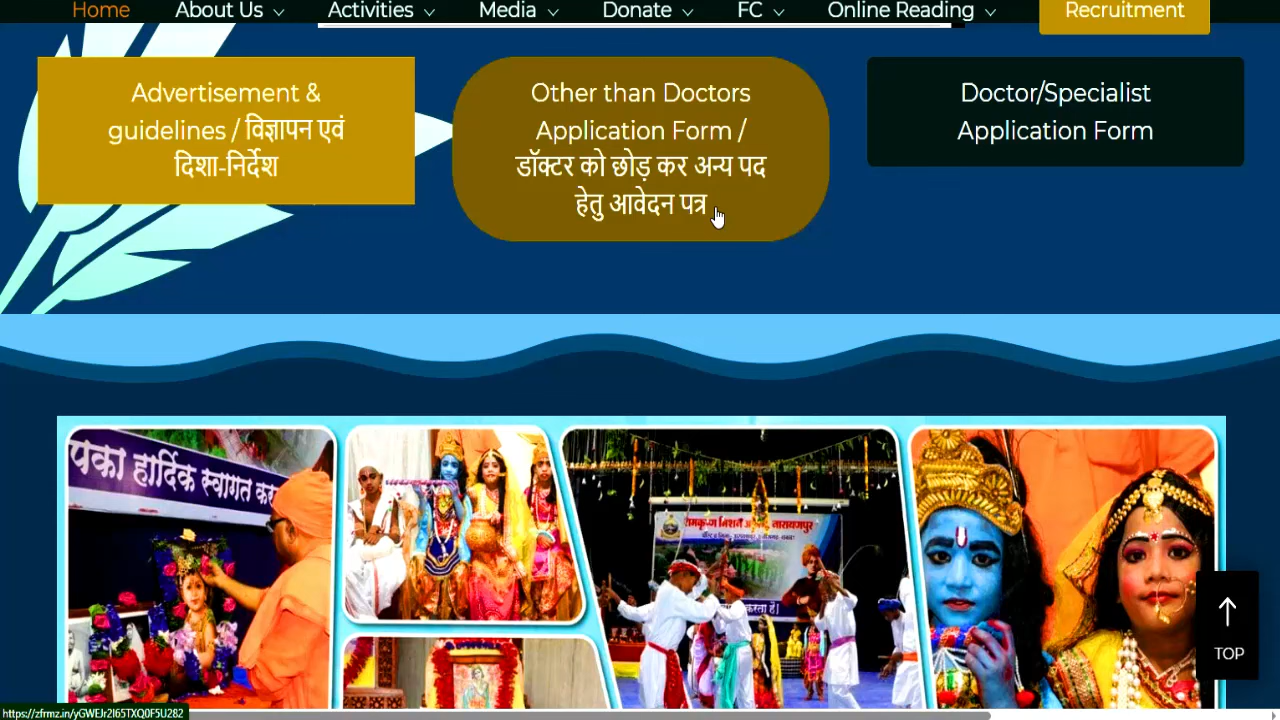 Home About Us Activities Media Donate FC Online Reading Recruitment
Advertisement &
guidelines / विज्ञापन एवं
दिशा-निर्देश
Other than Doctors
Application Form /
डॉक्टर को छोड़ कर अन्य पद
हेतु आवेदन पत्र
Doctor/Specialist
Application Form
पका हार्दिक स्वागत कर
TOP
https://zfrmz.in/yGWEJr2I65TXQ0F5U282